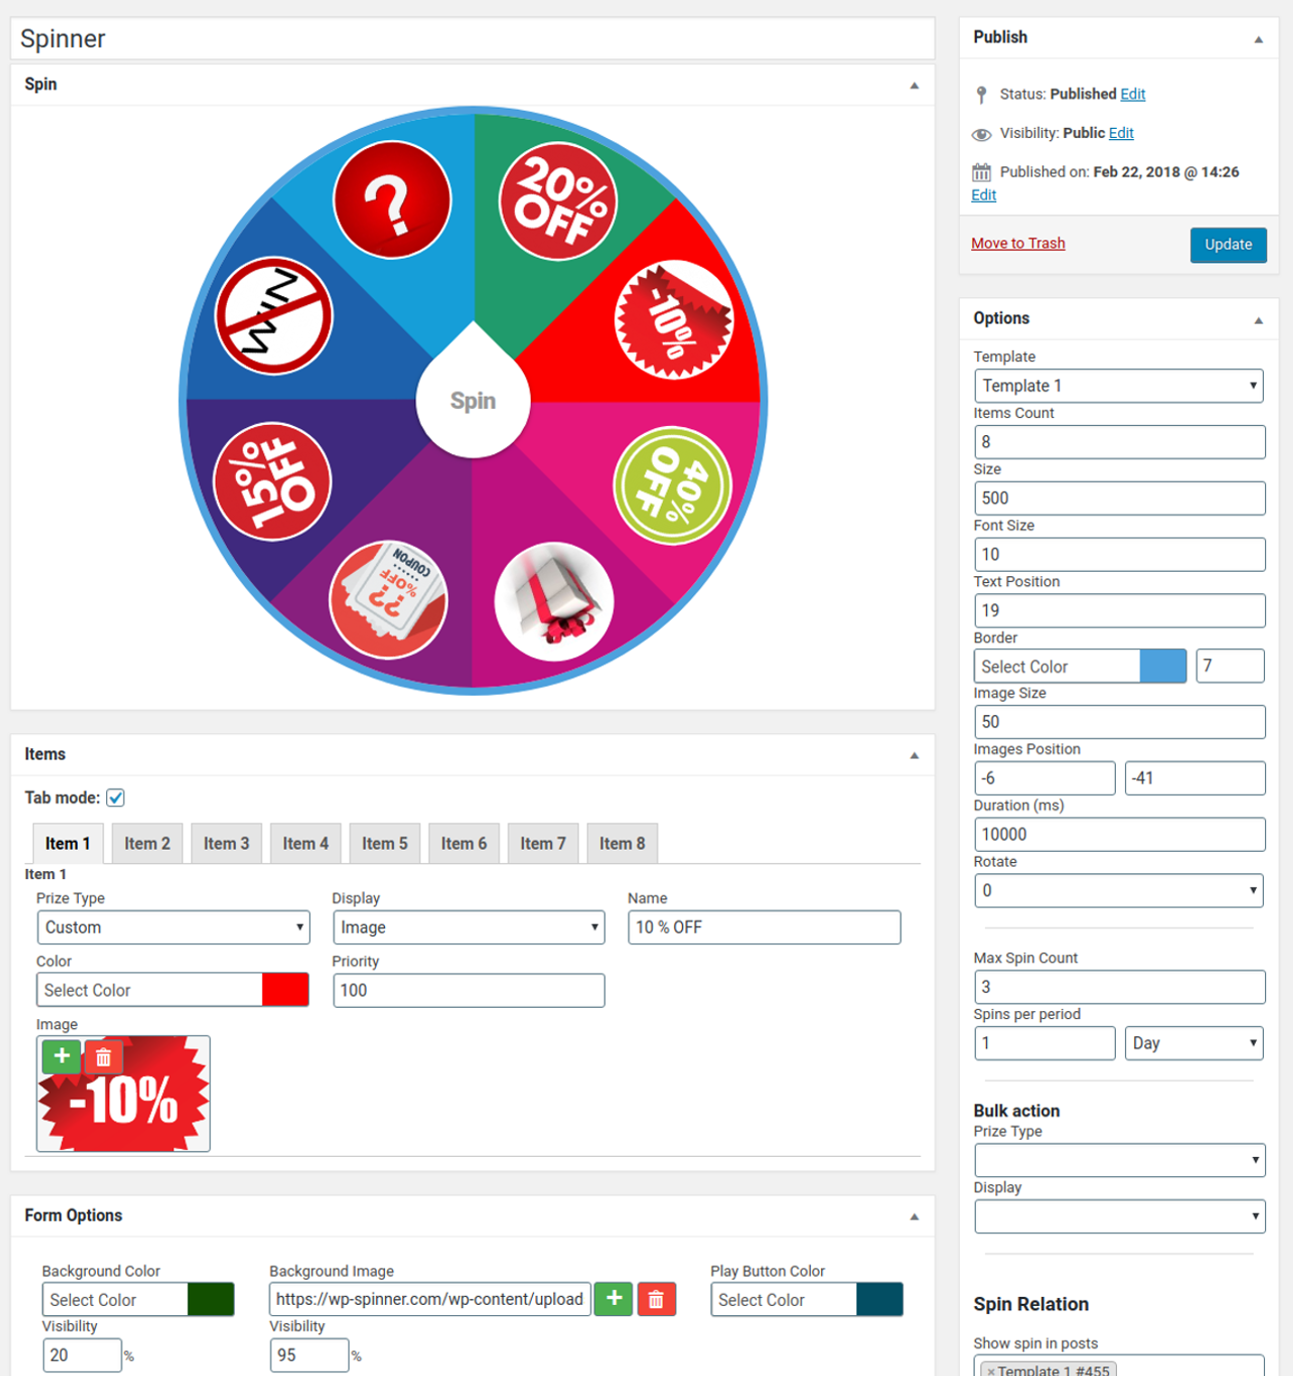 Spinner
Spin
?
20% OFF
-10%
40% OFF
COUPON
??% OFF
15% OFF
WIN
Spin
Items
Tab mode:
Item 1 Item 2 Item 3 Item 4 Item 5 Item 6 Item 7 Item 8
Item 1
Prize Type Display Name
Custom Image 10 % OFF
Color Priority
Select Color 100
Image
+
-10%
Form Options
Background Color Background Image Play Button Color
Select Color https://wp-spinner.com/wp-content/upload + Select Color
Visibility Visibility
20 % 95 %
Publish
Status: Published Edit
Visibility: Public Edit
Published on: Feb 22, 2018 @ 14:26
Edit
Move to Trash Update
Options
Template
Template 1
Items Count
8
Size
500
Font Size
10
Text Position
19
Border
Select Color 7
Image Size
50
Images Position
-6 -41
Duration (ms)
10000
Rotate
0
Max Spin Count
3
Spins per period
1 Day
Bulk action
Prize Type
Display
Spin Relation
Show spin in posts
×Template 1 #455